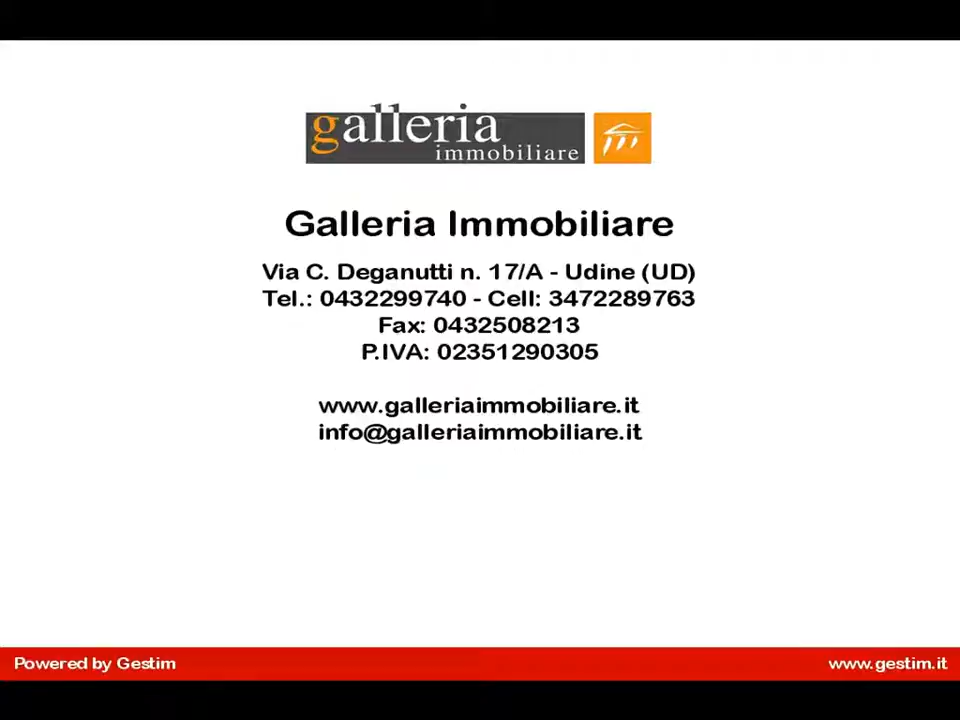 galleria
immobiliare
Galleria Immobiliare
Via C. Deganutti n. 17/A - Udine (UD)
Tel.: 0432299740 - Cell: 3472289763
Fax: 0432508213
P.IVA: 02351290305
www.galleriaimmobiliare.it
info@galleriaimmobiliare.it
Powered by Gestim
www.gestim.it